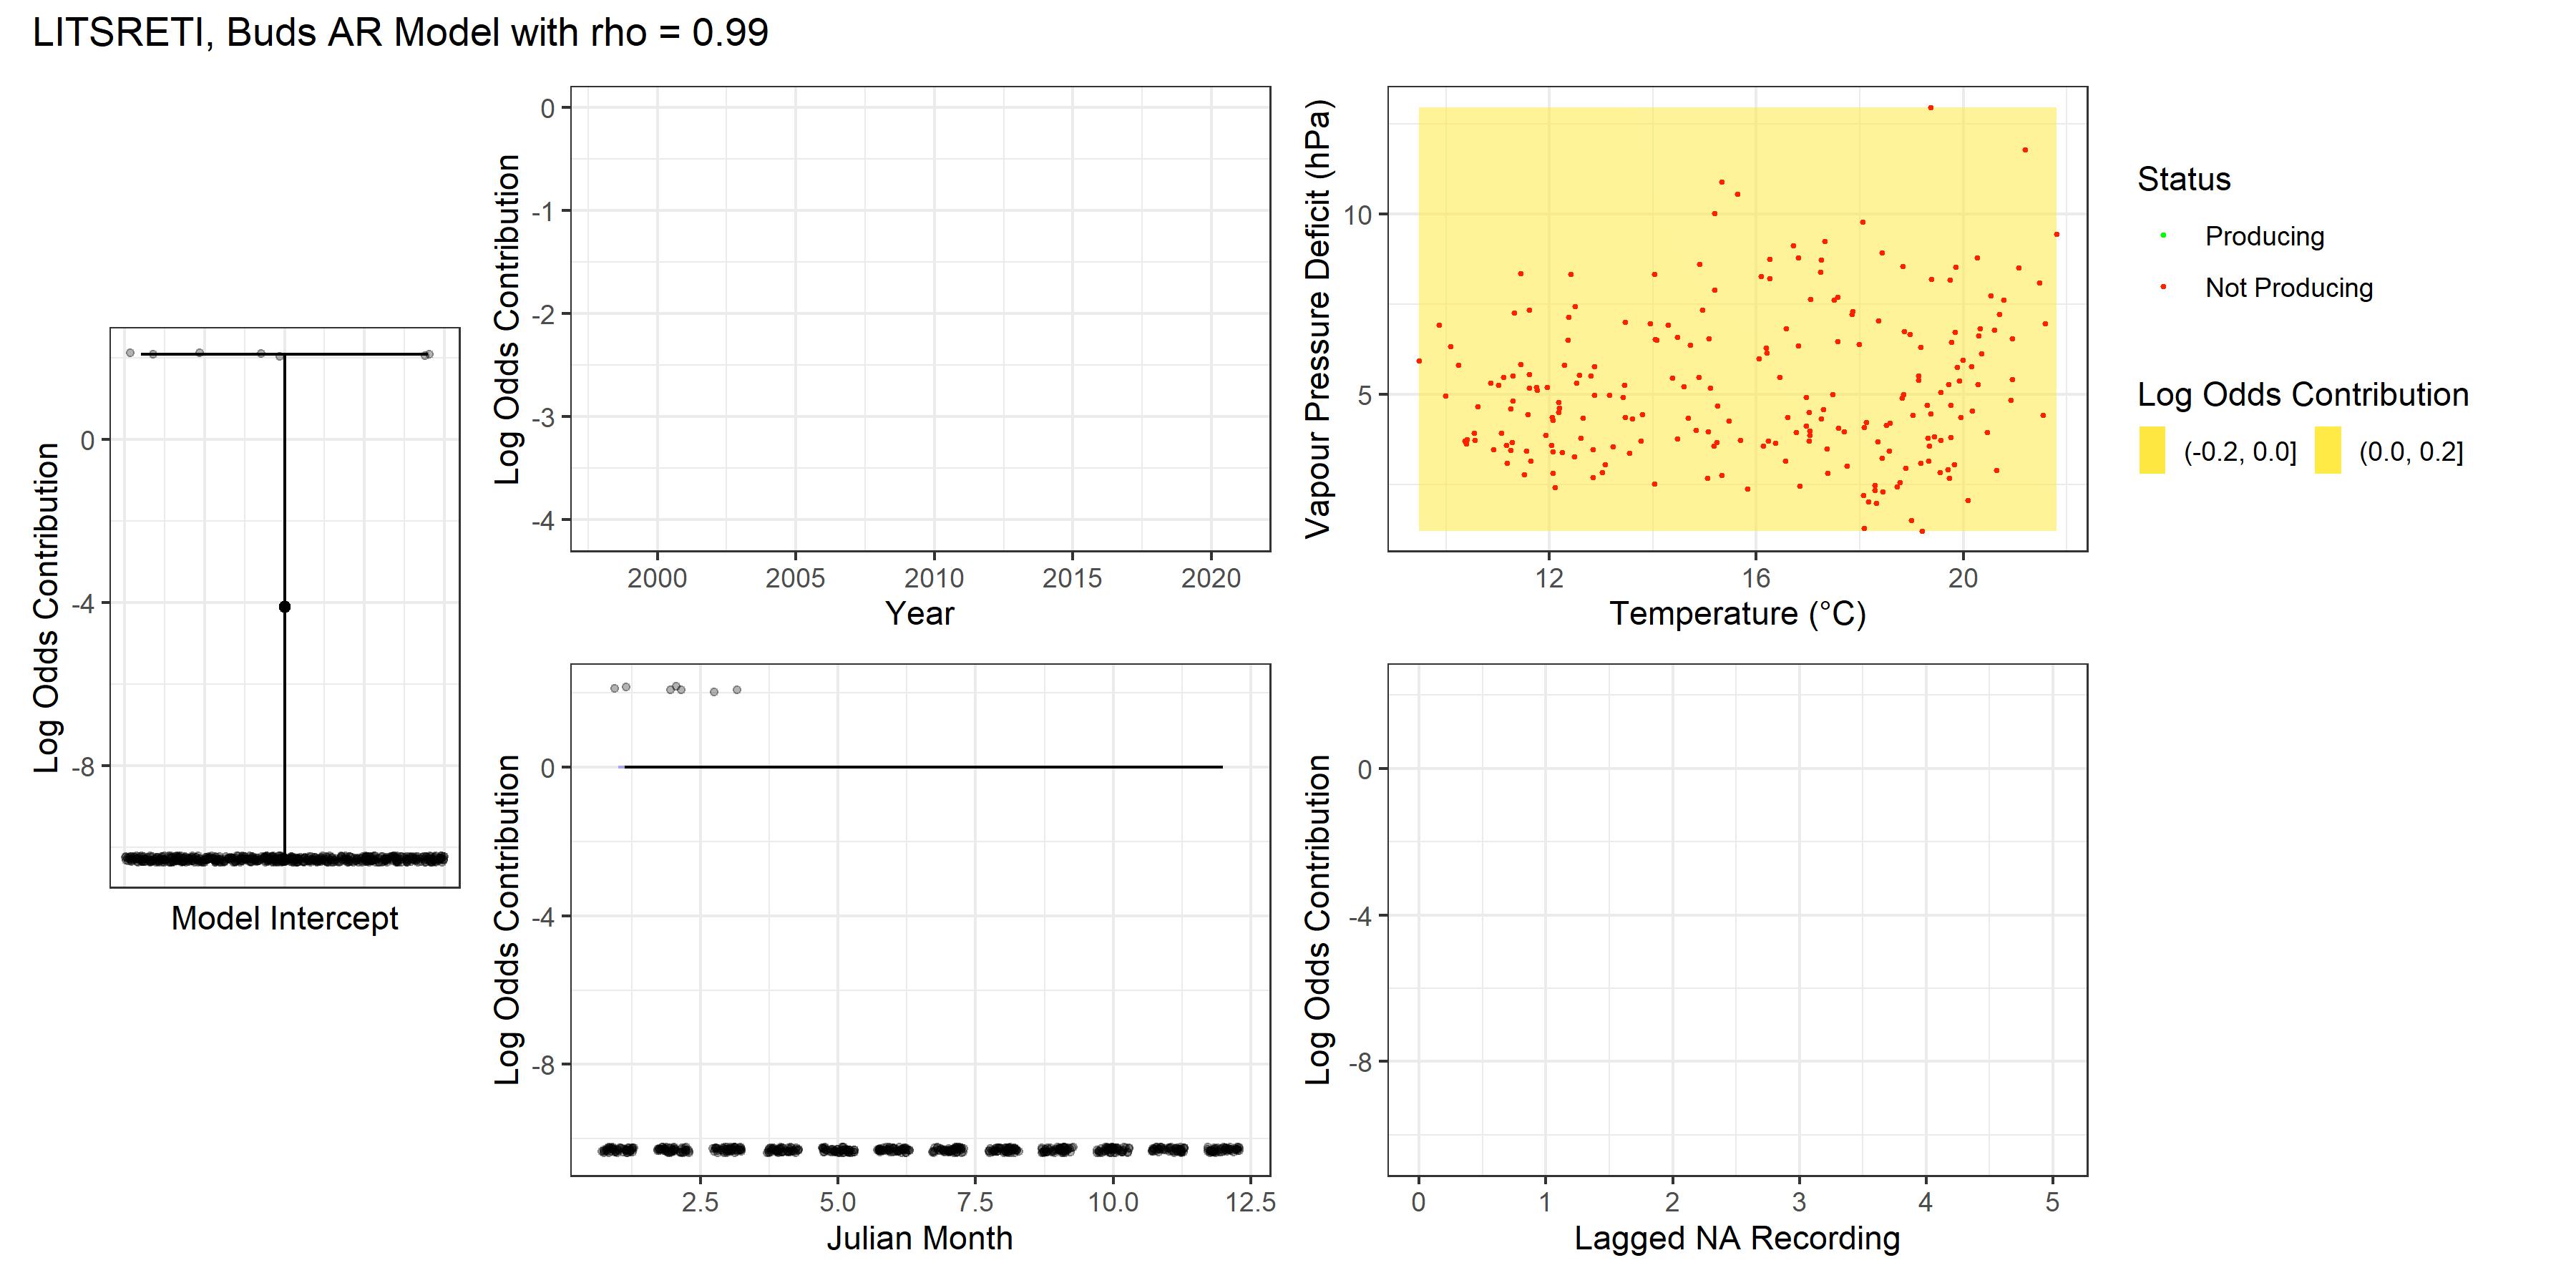 LITSRETI, Buds AR Model with rho = 0.99
Log Odds Contribution
0
-4
-8
Model Intercept
Log Odds Contribution
0
-1
-2
-3
-4
2000 2005 2010 2015 2020
Year
Vapour Pressure Deficit (hPa)
10
5
12 16 20
Temperature (°C)
Status
Producing
Not Producing
Log Odds Contribution
(-0.2, 0.0] (0.0, 0.2]
Log Odds Contribution
0
-4
-8
2.5 5.0 7.5 10.0 12.5
Julian Month
Log Odds Contribution
0
-4
-8
0 1 2 3 4 5
Lagged NA Recording